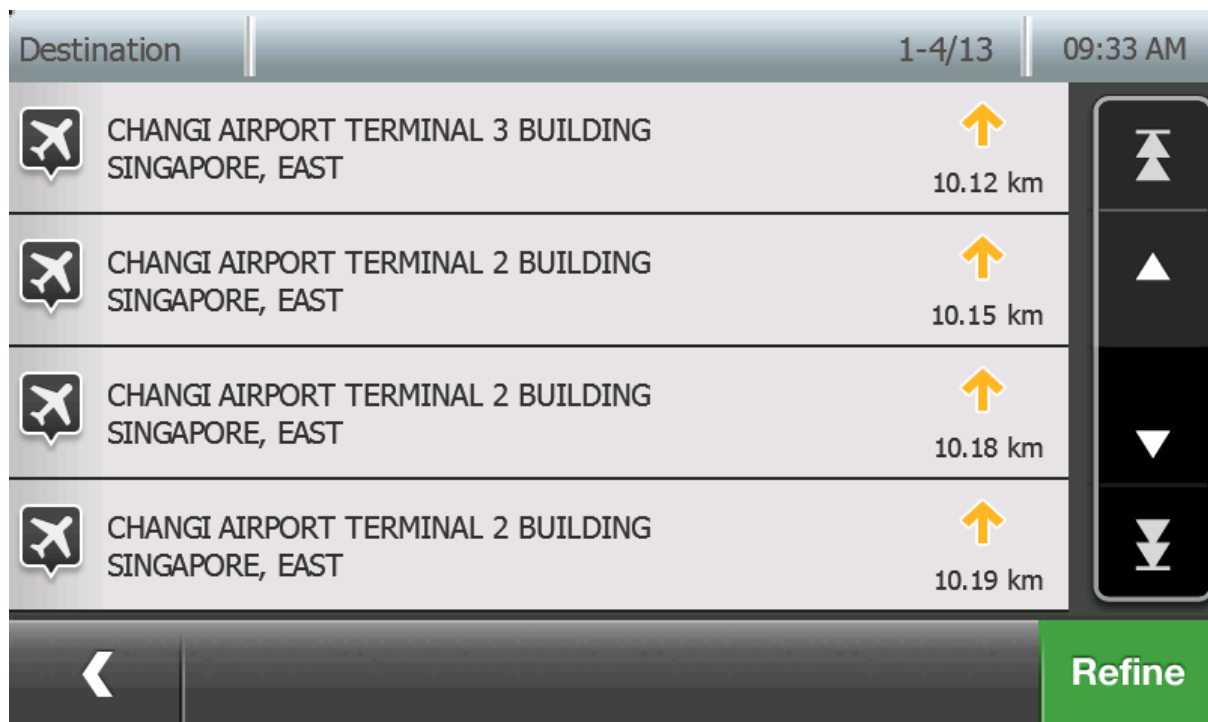 Destination 1-4/13 09:33 AM
CHANGI AIRPORT TERMINAL 3 BUILDING
SINGAPORE, EAST
10.12 km
CHANGI AIRPORT TERMINAL 2 BUILDING
SINGAPORE, EAST
10.15 km
CHANGI AIRPORT TERMINAL 2 BUILDING
SINGAPORE, EAST
10.18 km
CHANGI AIRPORT TERMINAL 2 BUILDING
SINGAPORE, EAST
10.19 km
Refine